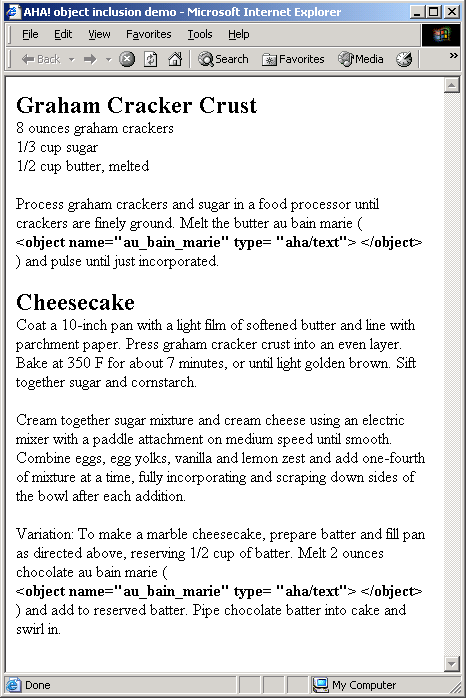 AHA! object inclusion demo - Microsoft Internet Explorer
File Edit View Favorites Tools Help
Back Search Favorites Media »
Graham Cracker Crust
8 ounces graham crackers
1/3 cup sugar
1/2 cup butter, melted
Process graham crackers and sugar in a food processor until
crackers are finely ground. Melt the butter au bain marie (
<object name="au_bain_marie" type= "aha/text"> </object>
) and pulse until just incorporated.
Cheesecake
Coat a 10-inch pan with a light film of softened butter and line with
parchment paper. Press graham cracker crust into an even layer.
Bake at 350 F for about 7 minutes, or until light golden brown. Sift
together sugar and cornstarch.
Cream together sugar mixture and cream cheese using an electric
mixer with a paddle attachment on medium speed until smooth.
Combine eggs, egg yolks, vanilla and lemon zest and add one-fourth
of mixture at a time, fully incorporating and scraping down sides of
the bowl after each addition.
Variation: To make a marble cheesecake, prepare batter and fill pan
as directed above, reserving 1/2 cup of batter. Melt 2 ounces
chocolate au bain marie (
<object name="au_bain_marie" type= "aha/text"> </object>
) and add to reserved batter. Pipe chocolate batter into cake and
swirl in.
Done My Computer